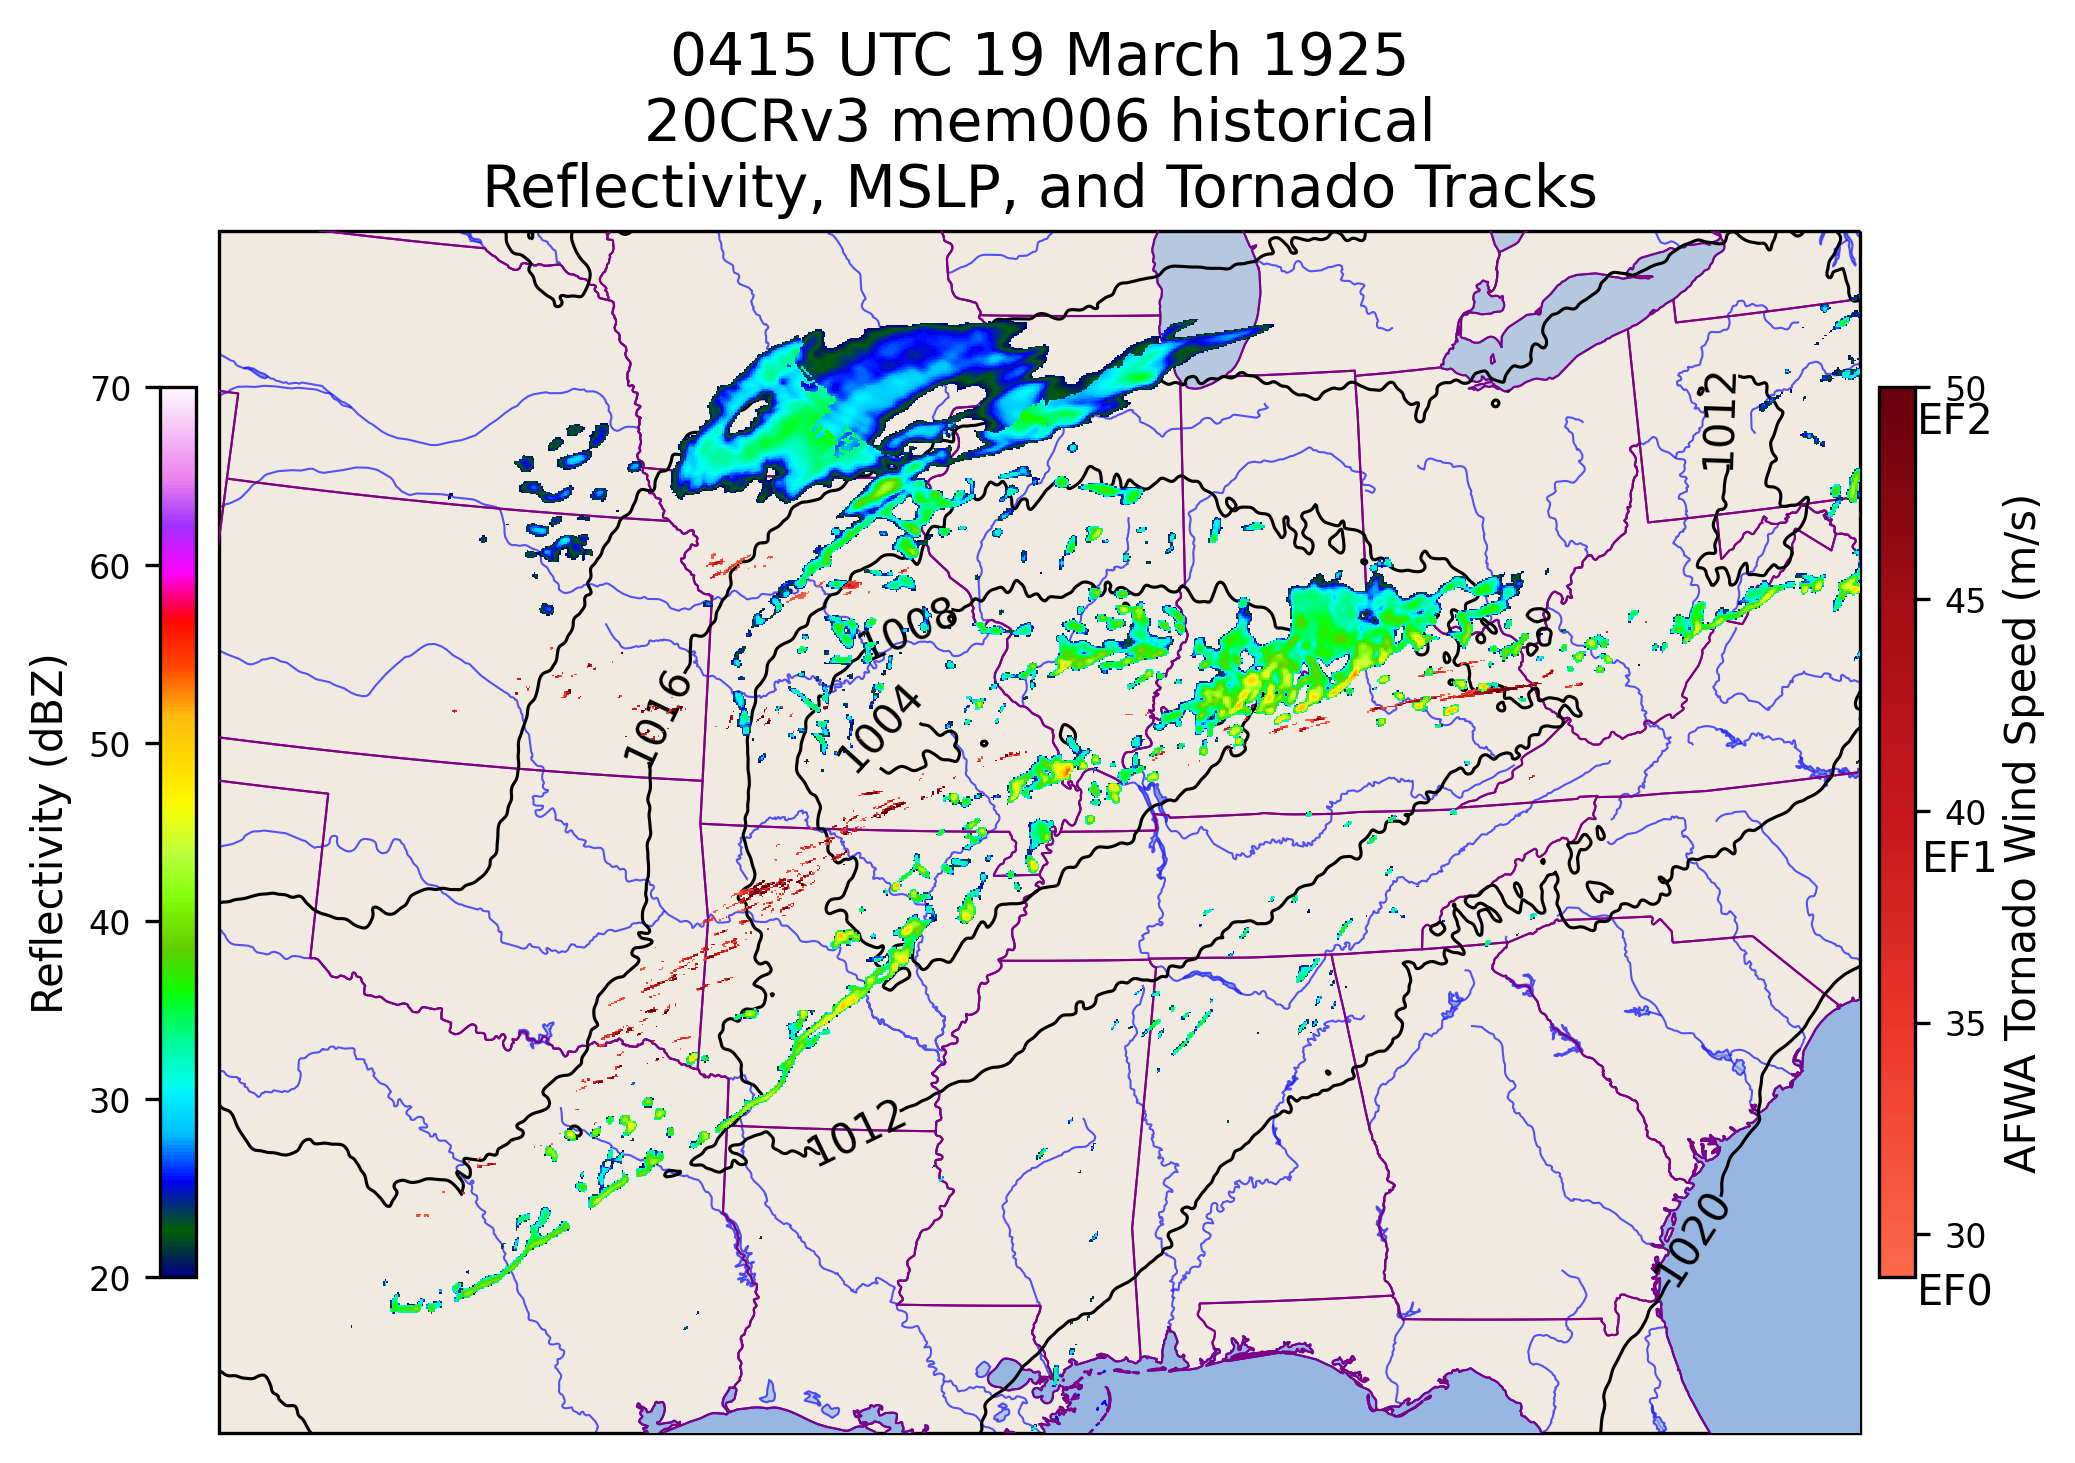 0415 UTC 19 March 1925
20CRv3 mem006 historical
Reflectivity, MSLP, and Tornado Tracks
70
60
50
40
30
20
Reflectivity (dBZ)
1012
1008
1016
1004
1012
1020
50
EF2
45
40
EF1
35
30
EF0
AFWA Tornado Wind Speed (m/s)